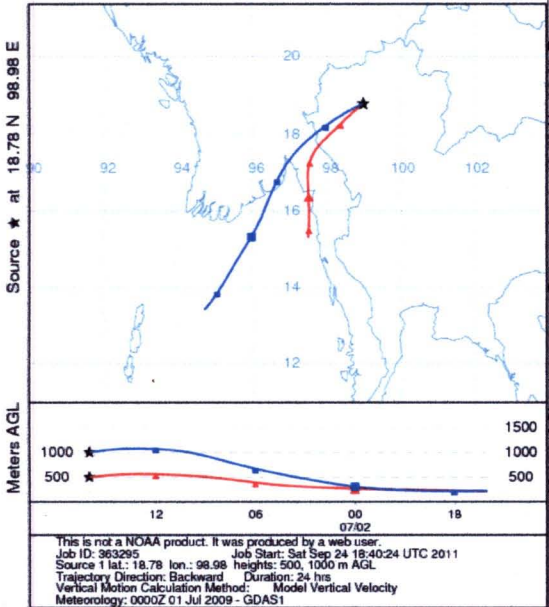 Source ★ at 18.78 N 98.98 E
20
18
90 92 94 96 98 100 102
16
14
12
Meters AGL
1500
1000 1000
500 500
12 06 00 18
07/02
This is not a NOAA product. It was produced by a web user.
Job ID: 363295 Job Start: Sat Sep 24 18:40:24 UTC 2011
Source 1 lat.: 18.78 lon.: 98.98 heights: 500, 1000 m AGL
Trajectory Direction: Backward Duration: 24 hrs
Vertical Motion Calculation Method: Model Vertical Velocity
Meteorology: 0000Z 01 Jul 2009 - GDAS1